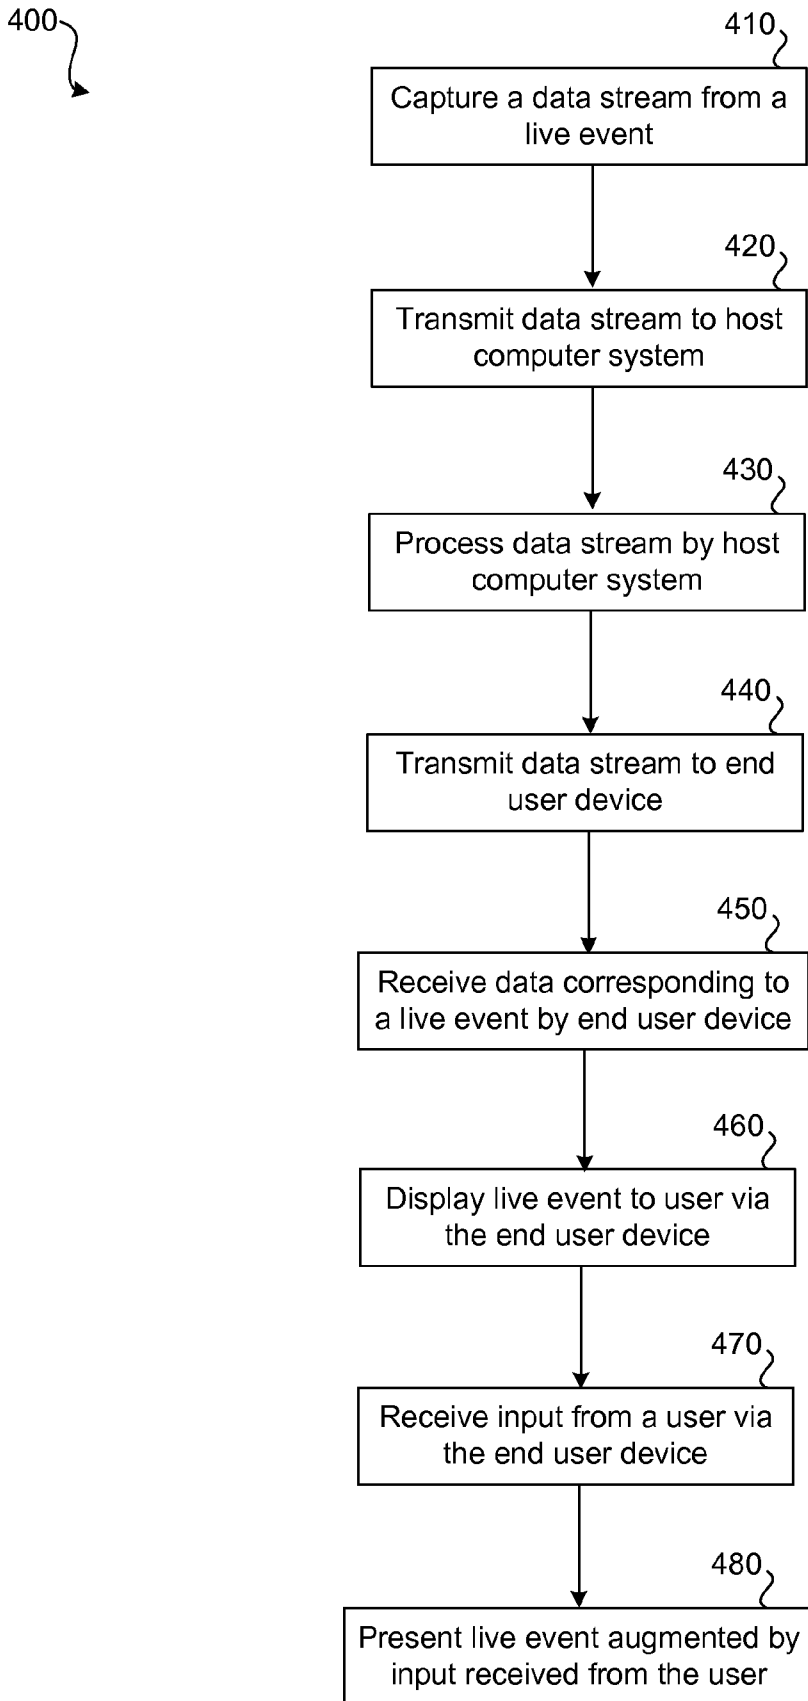 400
410
Capture a data stream from a
live event
420
Transmit data stream to host
computer system
430
Process data stream by host
computer system
440
Transmit data stream to end
user device
450
Receive data corresponding to
a live event by end user device
460
Display live event to user via
the end user device
470
Receive input from a user via
the end user device
480
Present live event augmented by
input received from the user